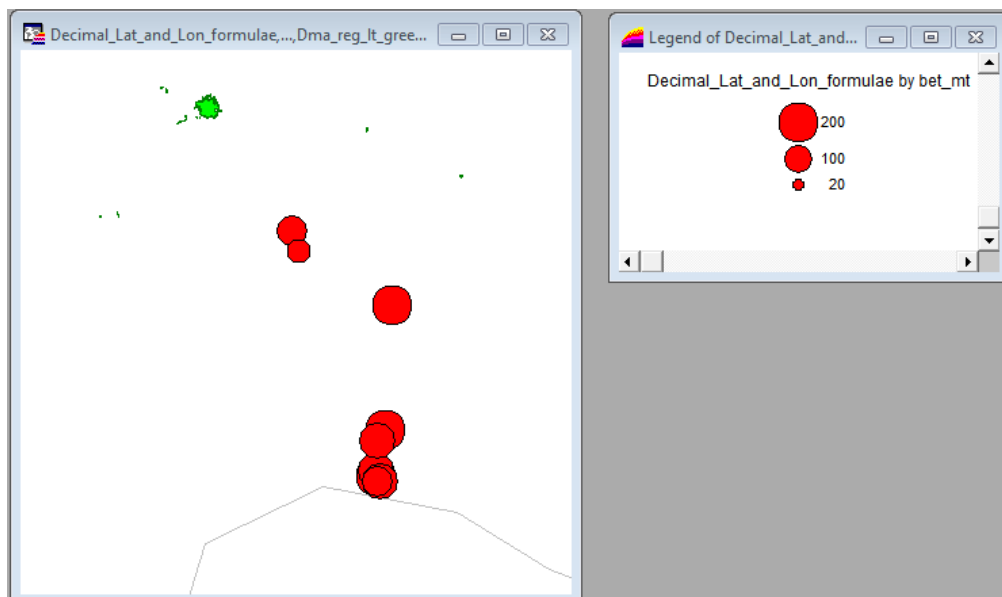 Decimal_Lat_and_Lon_formulae,...,Dma_reg_lt_gree...
Legend of Decimal_Lat_and...
Decimal_Lat_and_Lon_formulae by bet_mt
200
100
20